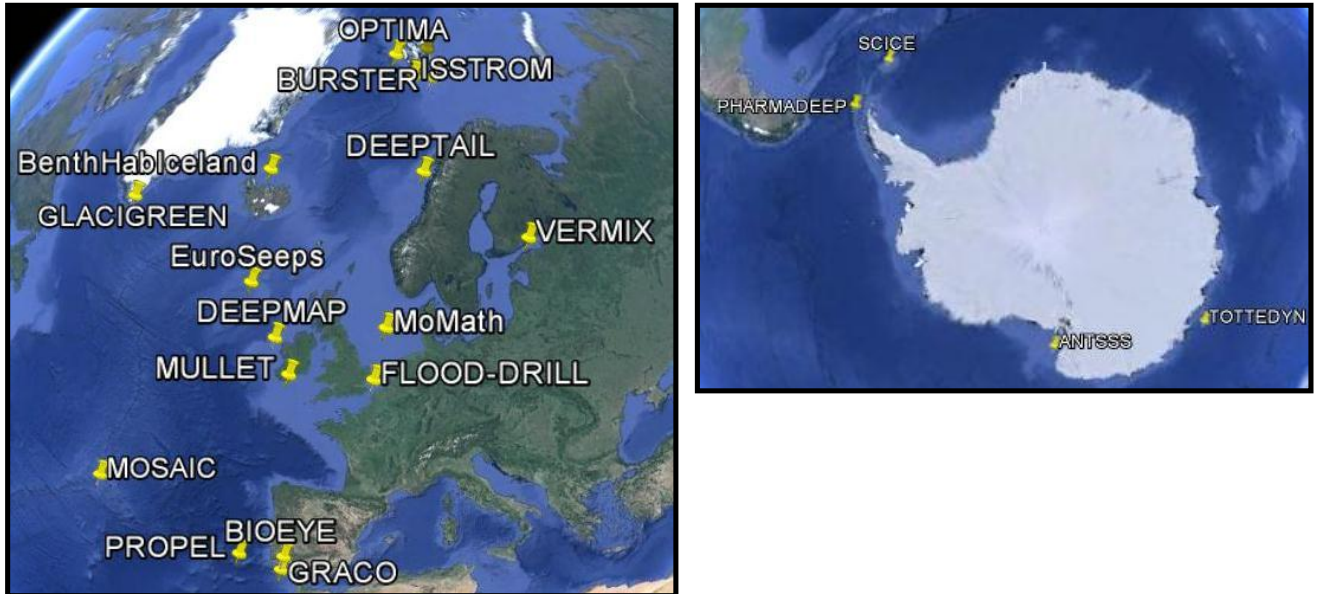 OPTIMA
BURSTER
ISSTROM
DEEPTAIL
BenthHabIceland
GLACIGREEN
VERMIX
EuroSeeps
DEEPMAP
MoMath
MULLET
FLOOD-DRILL
MOSAIC
BIOEYE
PROPEL
GRACO
SCICE
PHARMADEEP
TOTTEDYN
ANTSSS